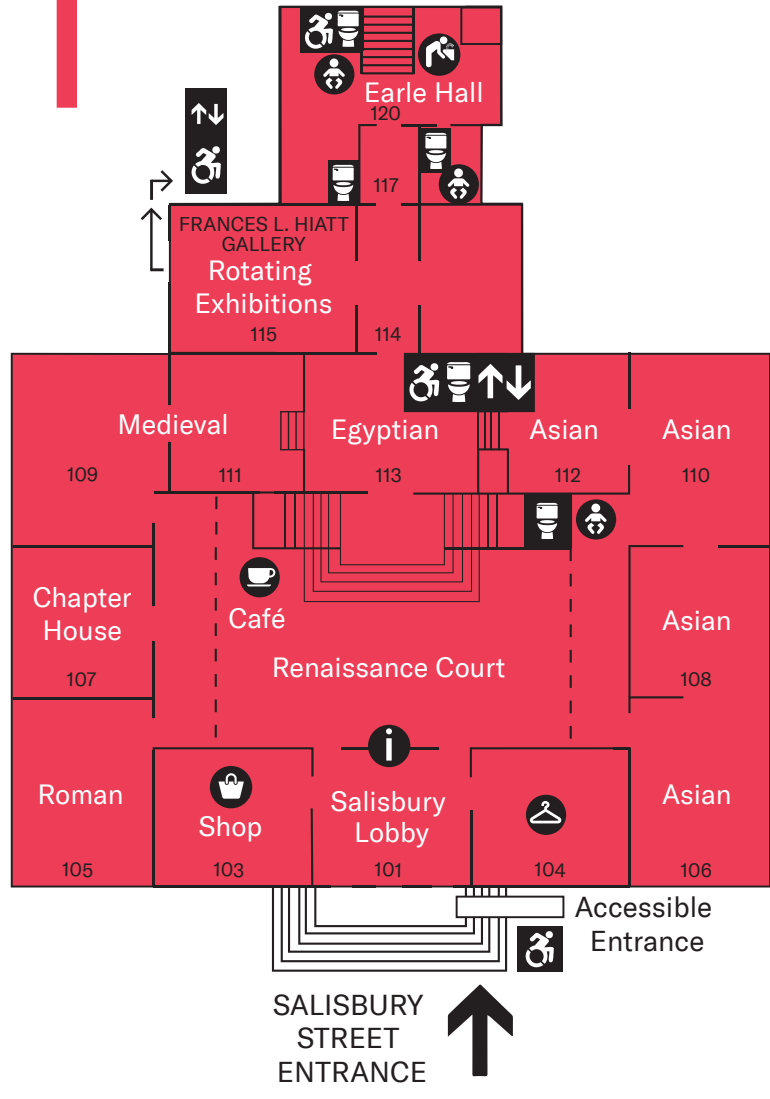 Earle Hall
120
117
FRANCES L. HIATT
GALLERY
Rotating
Exhibitions
115
114
Medieval
Egyptian
Asian
Asian
109
111
113
112
110
Café
Chapter
House
107
Asian
108
Renaissance Court
i
Roman
105
Shop
103
Salisbury
Lobby
101
104
Asian
106
Accessible
Entrance
SALISBURY
STREET
ENTRANCE